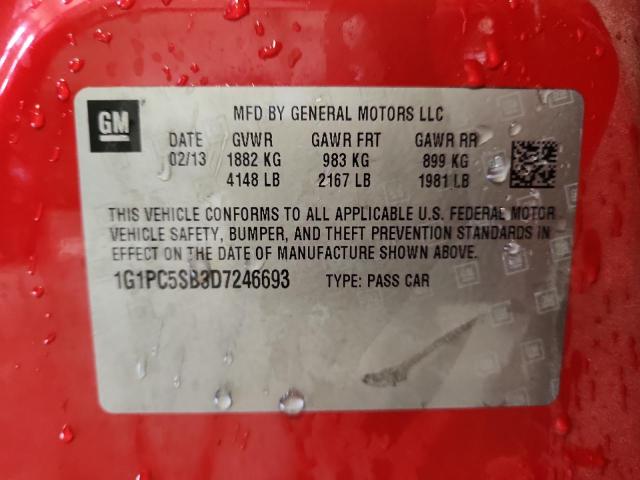 GM
MFD BY GENERAL MOTORS LLC
DATE GVWR GAWR FRT GAWR RR
02/13 1882 KG 983 KG 899 KG
4148 LB 2167 LB 1981 LB
THIS VEHICLE CONFORMS TO ALL APPLICABLE U.S. FEDERAL MOTOR
VEHICLE SAFETY, BUMPER, AND THEFT PREVENTION STANDARDS IN
EFFECT ON THE DATE OF MANUFACTURE SHOWN ABOVE.
1G1PC5SB3D7246693 TYPE: PASS CAR